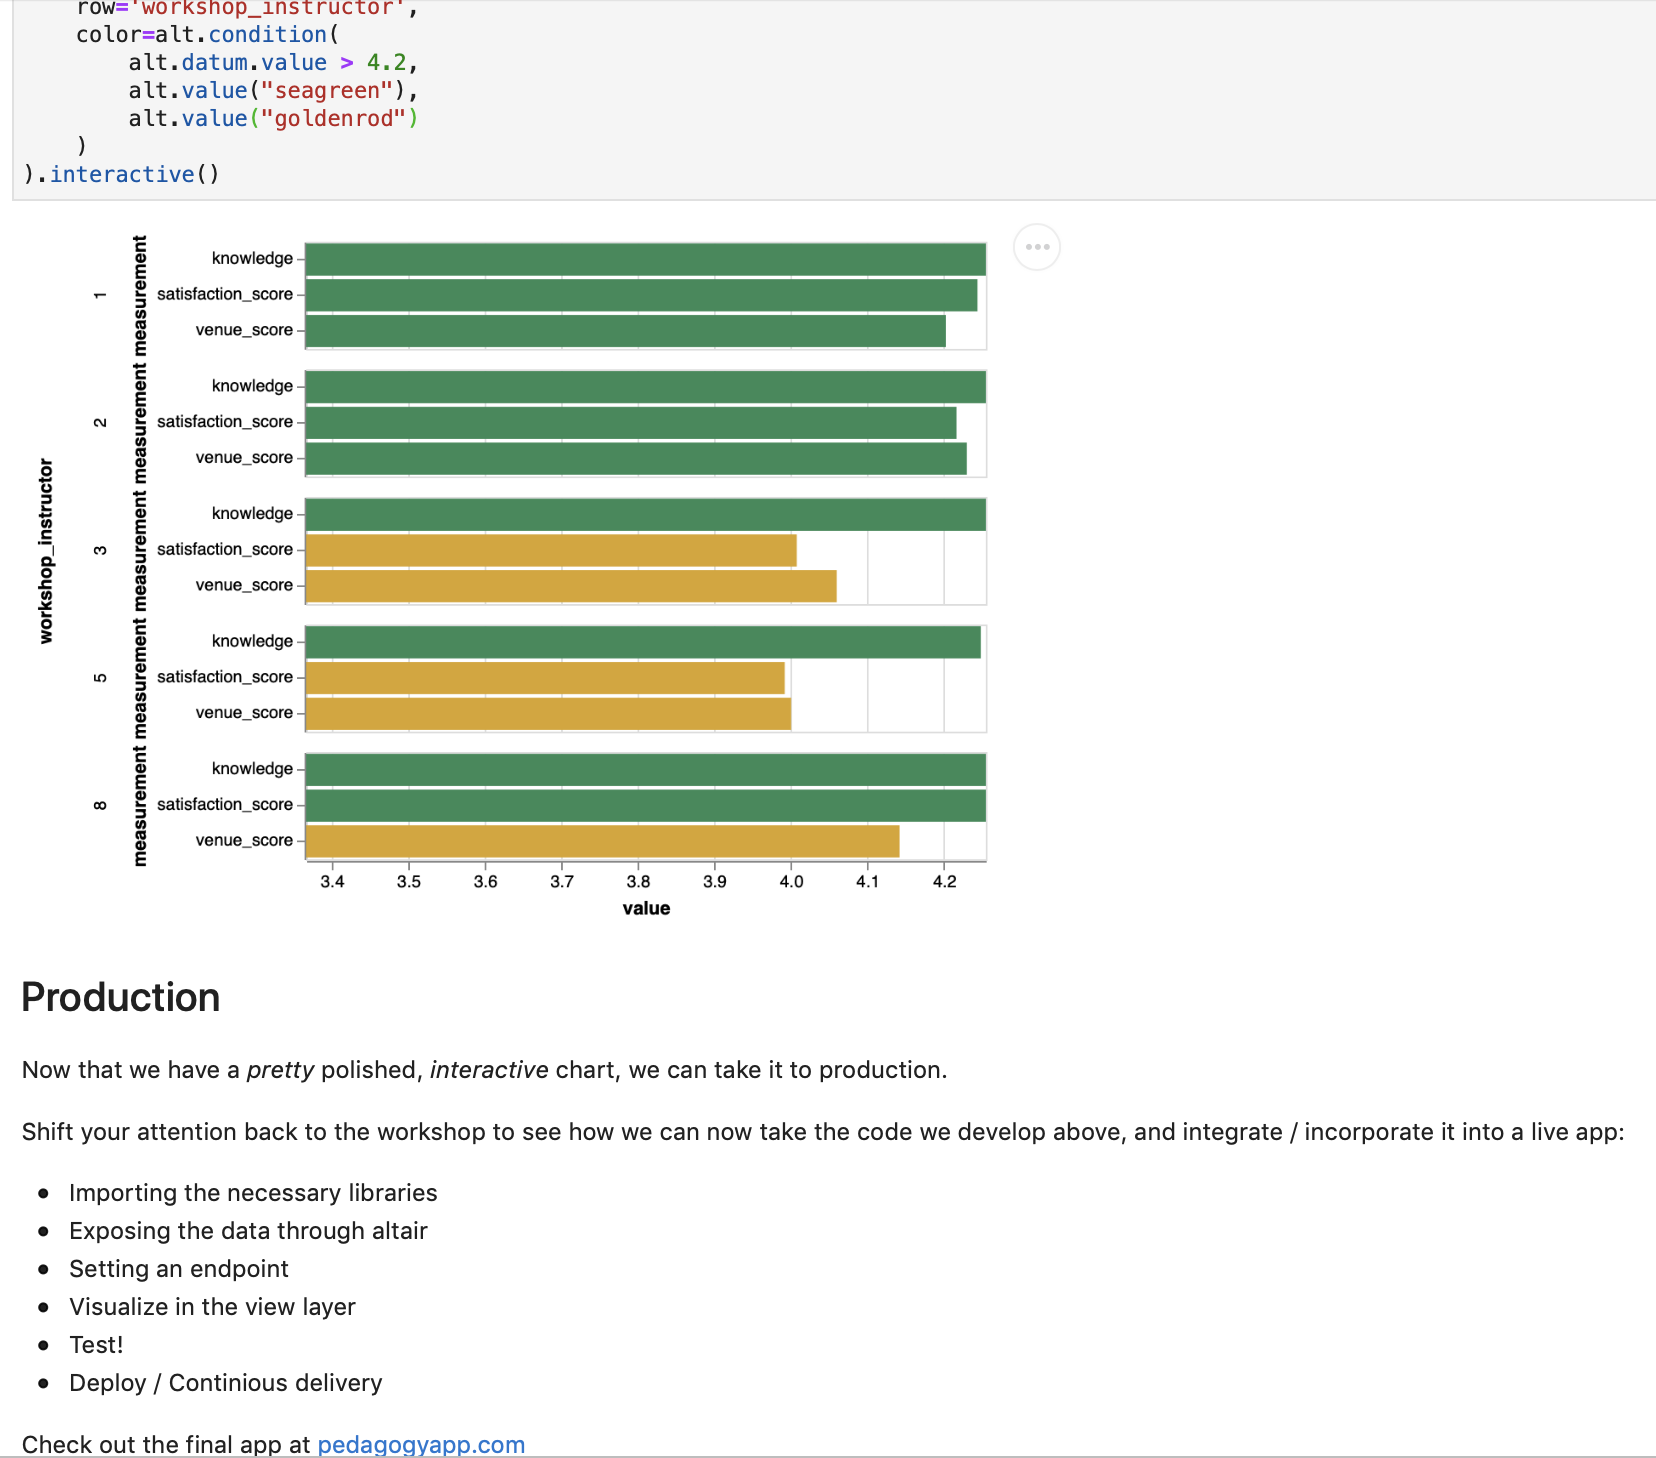 row='workshop_instructor',
color=alt.condition(
alt.datum.value > 4.2,
alt.value("seagreen"),
alt.value("goldenrod")
)
).interactive()
workshop_instructor
1
measurement
knowledge
satisfaction_score
venue_score
2
measurement
knowledge
satisfaction_score
venue_score
3
measurement
knowledge
satisfaction_score
venue_score
5
measurement
knowledge
satisfaction_score
venue_score
8
measurement
knowledge
satisfaction_score
venue_score
3.4 3.5 3.6 3.7 3.8 3.9 4.0 4.1 4.2
value
Production
Now that we have a pretty polished, interactive chart, we can take it to production.
Shift your attention back to the workshop to see how we can now take the code we develop above, and integrate / incorporate it into a live app:
• Importing the necessary libraries
• Exposing the data through altair
• Setting an endpoint
• Visualize in the view layer
• Test!
• Deploy / Continious delivery
Check out the final app at pedagogyapp.com